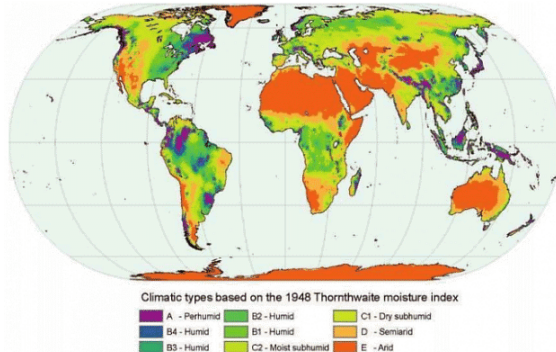 Climatic types based on the 1948 Thornthwaite moisture index
A - Perhumid B2 - Humid C1 - Dry subhumid
B4 - Humid B1 - Humid D - Semiarid
B3 - Humid C2 - Moist subhumid E - Arid